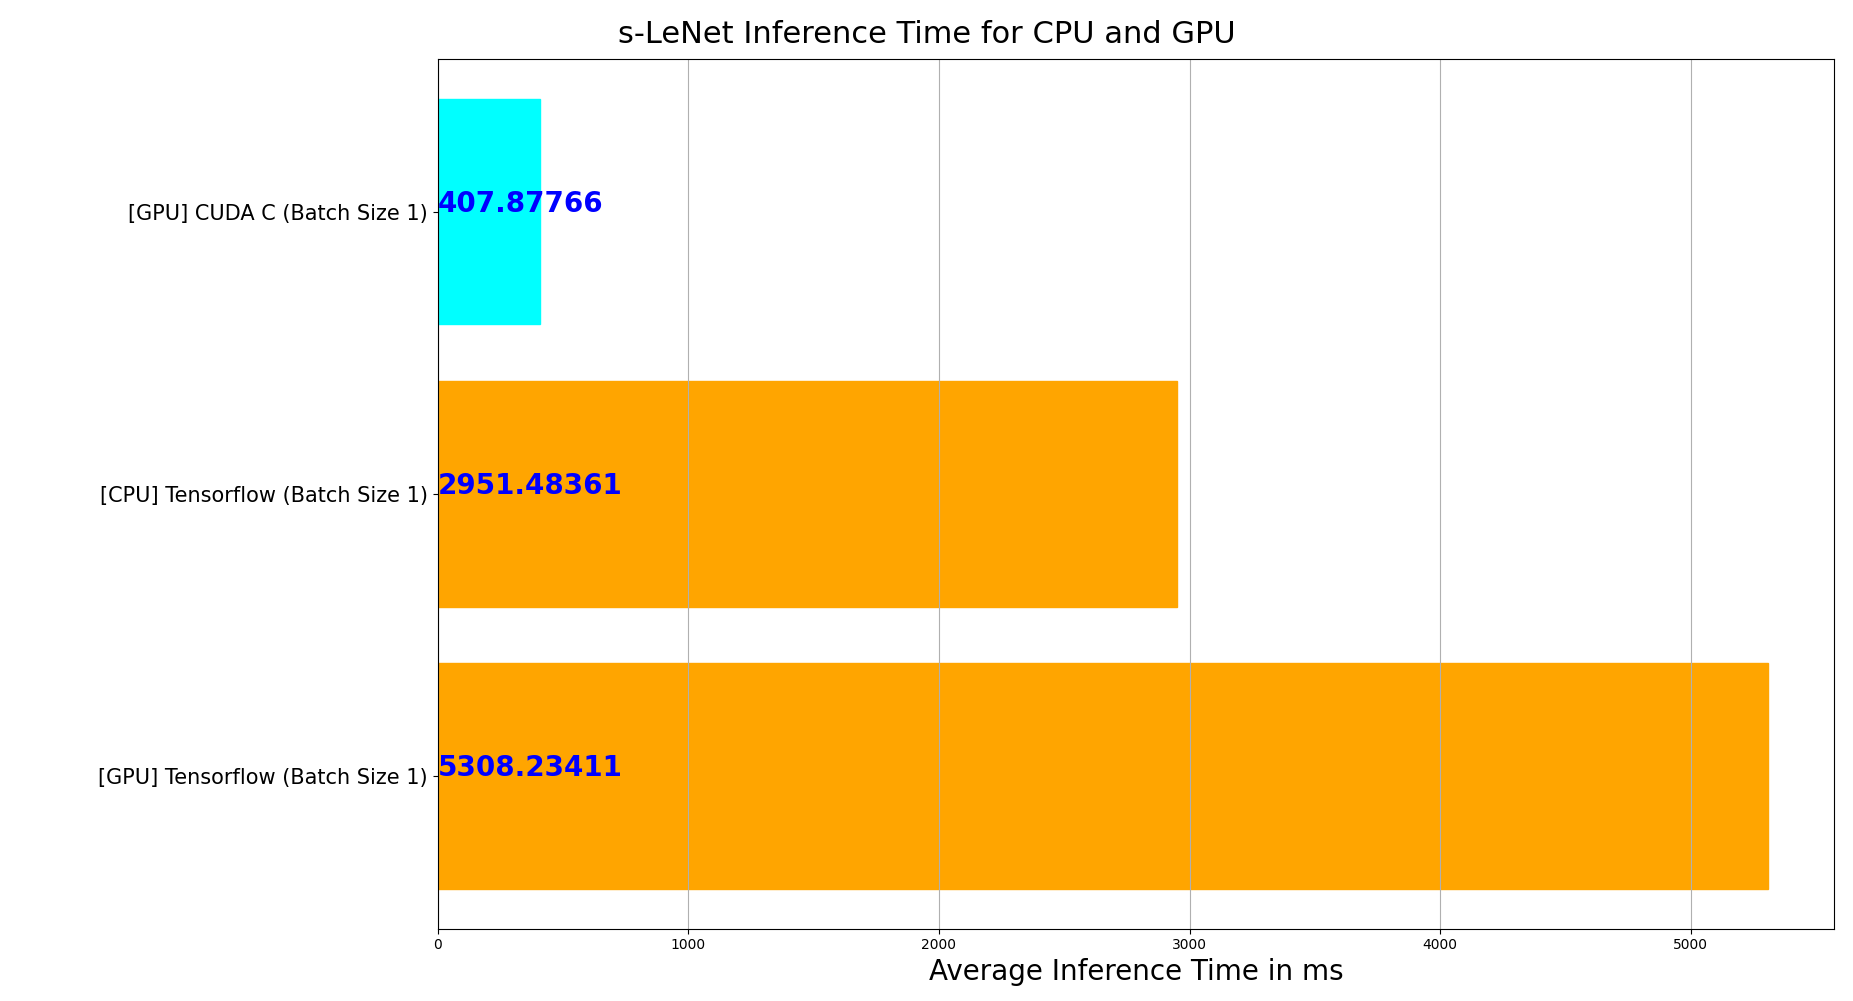 s-LeNet Inference Time for CPU and GPU
[GPU] CUDA C (Batch Size 1)
407.87766
[CPU] Tensorflow (Batch Size 1)
2951.48361
[GPU] Tensorflow (Batch Size 1)
5308.23411
0 1000 2000 3000 4000 5000
Average Inference Time in ms